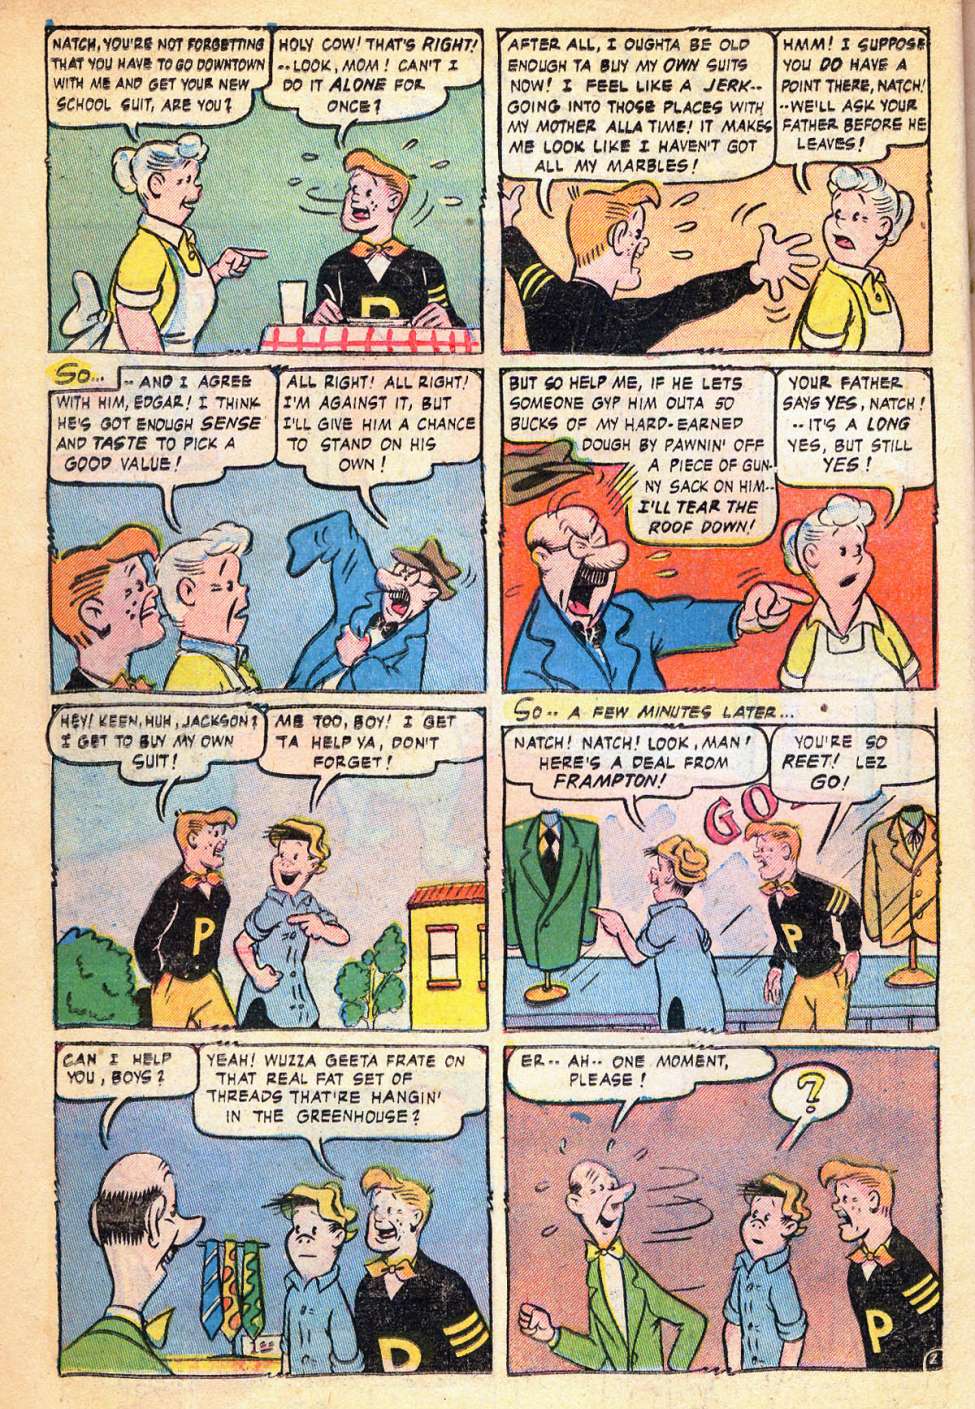 NATCH, YOU'RE NOT FORGETTING
THAT YOU HAVE TO GO DOWNTOWN
WITH ME AND GET YOUR NEW
SCHOOL SUIT, ARE YOU?
HOLY COW! THAT'S RIGHT!
--LOOK, MOM! CAN'T I
DO IT ALONE FOR
ONCE?
P
AFTER ALL, I OUGHTA BE OLD
ENOUGH TA BUY MY OWN SUITS
NOW! I FEEL LIKE A JERK--
GOING INTO THOSE PLACES WITH
MY MOTHER ALLA TIME! IT MAKES
ME LOOK LIKE I HAVEN'T GOT
ALL MY MARBLES!
HMM! I SUPPOSE
YOU DO HAVE A
POINT THERE, NATCH!
--WE'LL ASK YOUR
FATHER BEFORE HE
LEAVES!
SO...
--AND I AGREE
WITH HIM, EDGAR! I THINK
HE'S GOT ENOUGH SENSE
AND TASTE TO PICK A
GOOD VALUE!
ALL RIGHT! ALL RIGHT!
I'M AGAINST IT, BUT
I'LL GIVE HIM A CHANCE
TO STAND ON HIS
OWN!
BUT SO HELP ME, IF HE LETS
SOMEONE GYP HIM OUTA 50
BUCKS OF MY HARD-EARNED
DOUGH BY PAWNIN' OFF
A PIECE OF GUN-
NY SACK ON HIM--
I'LL TEAR THE
ROOF DOWN!
YOUR FATHER
SAYS YES, NATCH!
--IT'S A LONG
YES, BUT STILL
YES!
HEY! KEEN, HUH, JACKSON?
I GET TO BUY MY OWN
SUIT!
ME TOO, BOY! I GET
TA HELP YA, DON'T
FORGET!
P
SO-- A FEW MINUTES LATER...
NATCH! NATCH! LOOK, MAN!
HERE'S A DEAL FROM
FRAMPTON!
YOU'RE SO
REET! LEZ
GO!
GO
P
CAN I HELP
YOU, BOYS?
YEAH! WUZZA GEETA FRATE ON
THAT REAL FAT SET OF
THREADS THAT'RE HANGIN'
IN THE GREENHOUSE?
1.00
P
ER-- AH-- ONE MOMENT,
PLEASE!
?
P
2